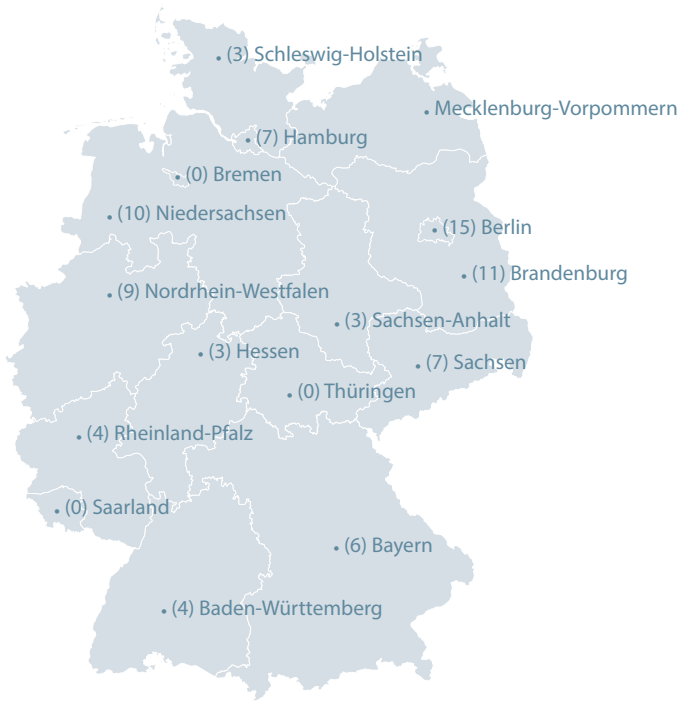 (3) Schleswig-Holstein
Mecklenburg-Vorpommern
(7) Hamburg
(0) Bremen
(10) Niedersachsen
(15) Berlin
(11) Brandenburg
(9) Nordrhein-Westfalen
(3) Sachsen-Anhalt
(3) Hessen
(7) Sachsen
(0) Thüringen
(4) Rheinland-Pfalz
(0) Saarland
(6) Bayern
(4) Baden-Württemberg